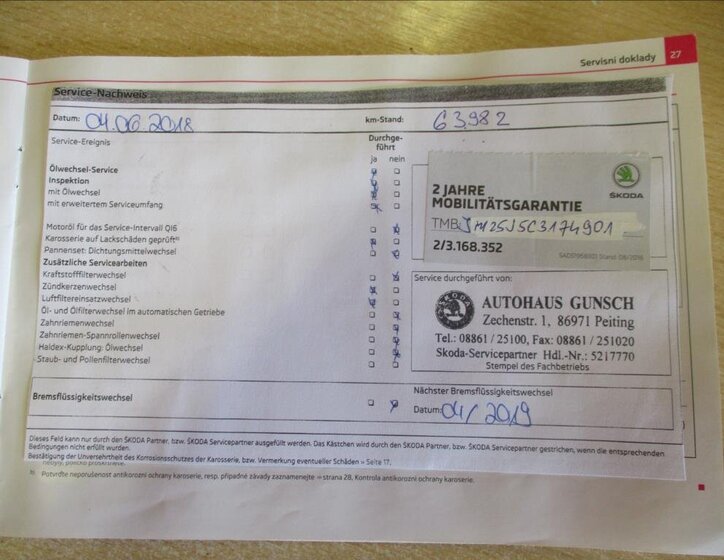 Servisní doklady 27
Service-Nachweis
Datum: 04.06.2018 km-Stand: 63982
Service-Ereignis Durchge-
führt
ja nein
Ölwechsel-Service
Inspektion
mit Ölwechsel
mit erweitertem Serviceumfang
Motoröl für das Service-Intervall QI6
Karosserie auf Lackschäden geprüft
Pannenset: Dichtungsmittelwechsel
Zusätzliche Servicearbeiten
Kraftstofffilterwechsel
Zündkerzenwechsel
Luftfiltereinsatzwechsel
Öl- und Ölfilterwechsel im automatischen Getriebe
Zahnriemenwechsel
Zahnriemen-Spannrollenwechsel
Haldex-Kupplung: Ölwechsel
Staub- und Pollenfilterwechsel
Bremsflüssigkeitswechsel
ŠKODA
2 JAHRE
MOBILITÄTSGARANTIE
TMB
2/3.168.352
Service durchgeführt von:
ŠKODA
AUTOHAUS GUNSCH
Zechenstr. 1, 86971 Peiting
Tel.: 08861 / 25100, Fax: 08861 / 251020
Skoda-Servicepartner Hdl.-Nr.: 5217770
Stempel des Fachbetriebs
Nächster Bremsflüssigkeitswechsel
Datum: 04/2019
Dieses Feld kann nur durch den ŠKODA Partner, bzw. ŠKODA Servicepartner ausgefüllt werden. Das Kästchen wird durch den ŠKODA Partner, bzw. ŠKODA Servicepartner gestrichen, wenn die entsprechenden
Bedingungen nicht erfüllt wurden.
Bestätigung der Unversehrtheit des Korrosionsschutzes der Karosserie, bzw. Vermerkung eventueller Schäden » Seite 17.
Potvrďte neporušenost antikorozní ochrany karoserie, resp. případné závady zaznamenejte » strana 28, Kontrola antikorozní ochrany karoserie.